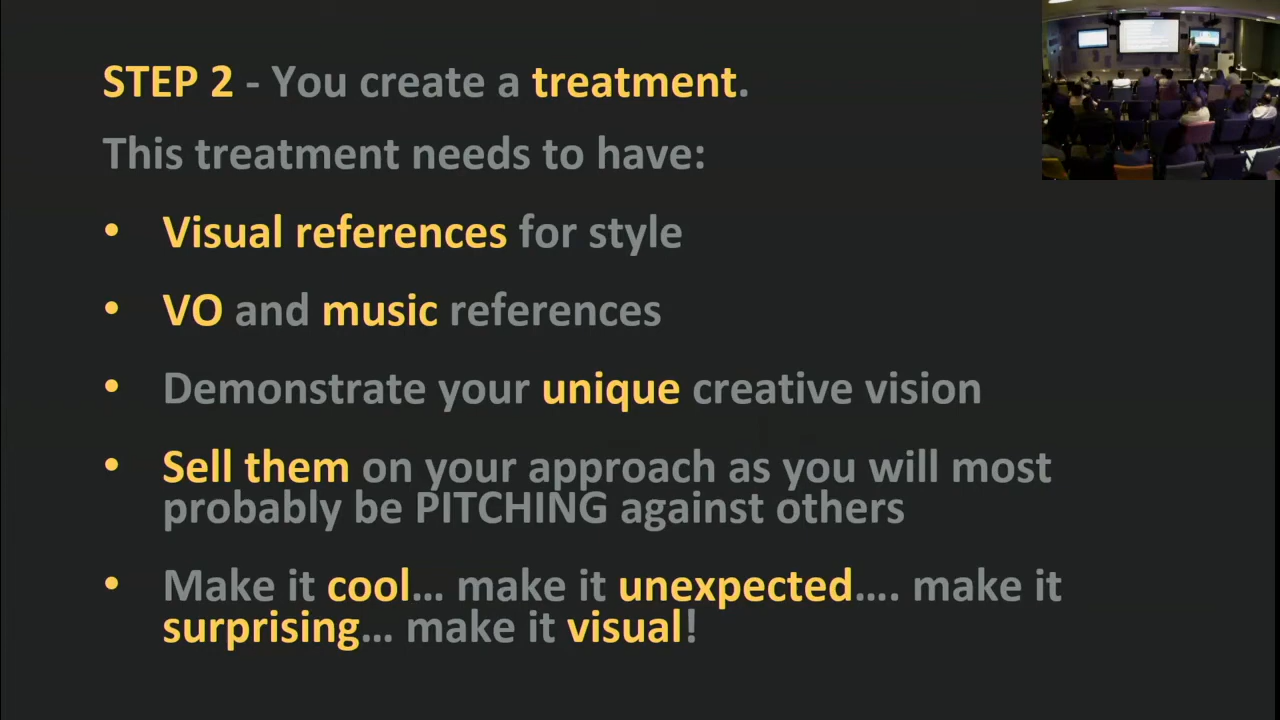 STEP 2 - You create a treatment.
This treatment needs to have:
• Visual references for style
• VO and music references
• Demonstrate your unique creative vision
• Sell them on your approach as you will most
probably be PITCHING against others
• Make it cool… make it unexpected…. make it
surprising… make it visual!